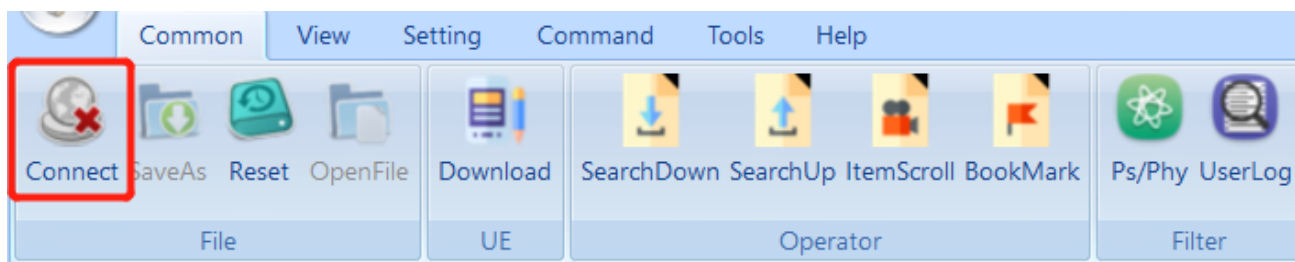 Common View Setting Command Tools Help
Connect SaveAs Reset OpenFile Download SearchDown SearchUp ItemScroll BookMark Ps/Phy UserLog
File UE Operator Filter